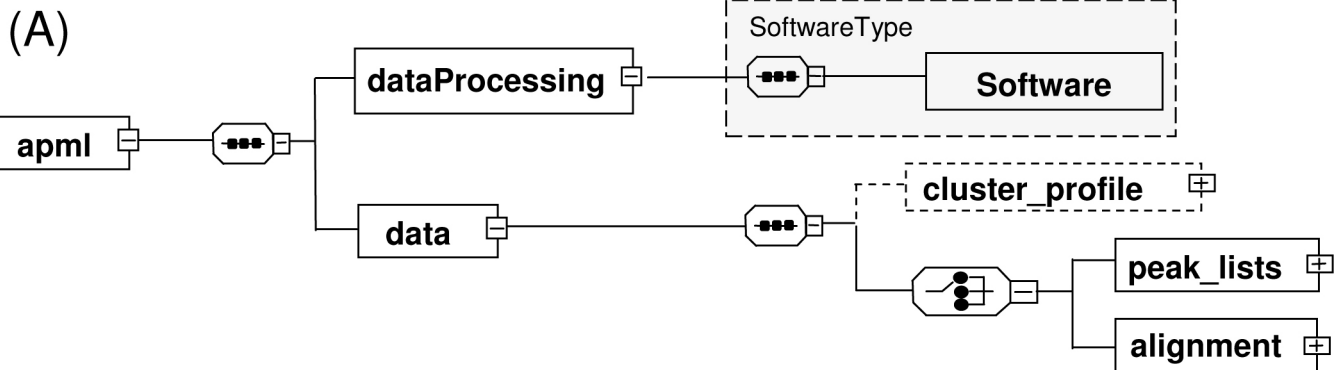 (A)
SoftwareType
dataProcessing
Software
apml
cluster_profile
data
peak_lists
alignment